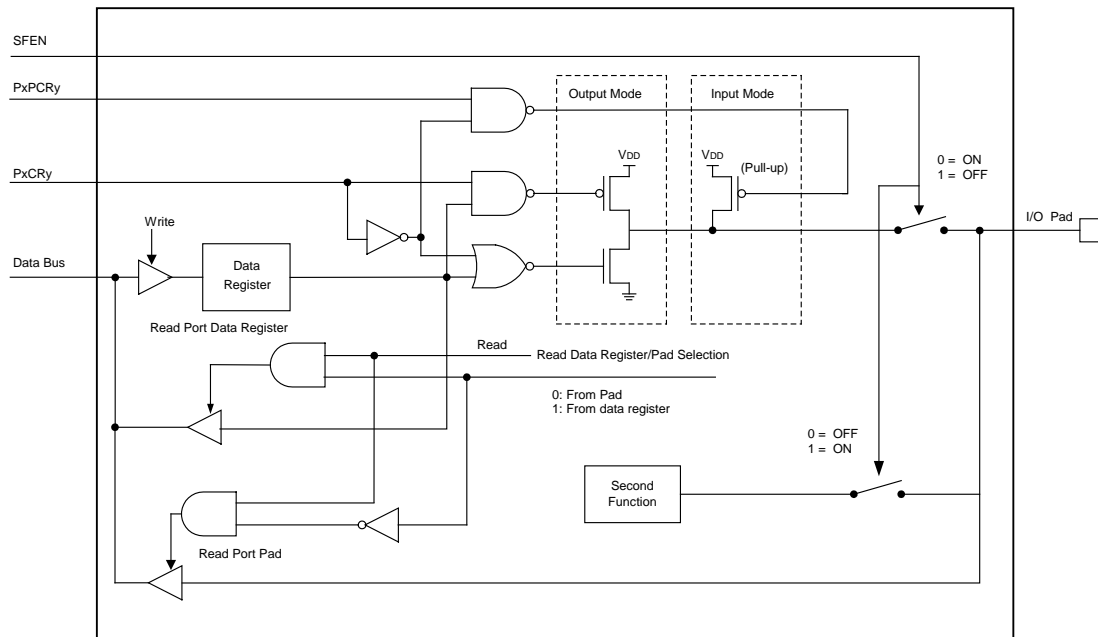 SFEN
PxPCRy
Output Mode
Input Mode
VDD
VDD
(Pull-up)
0 = ON
1 = OFF
PxCRy
I/O Pad
Write
Data Bus
Data
Register
Read Port Data Register
Read
Read Data Register/Pad Selection
0: From Pad
1: From data register
0 = OFF
1 = ON
Second
Function
Read Port Pad